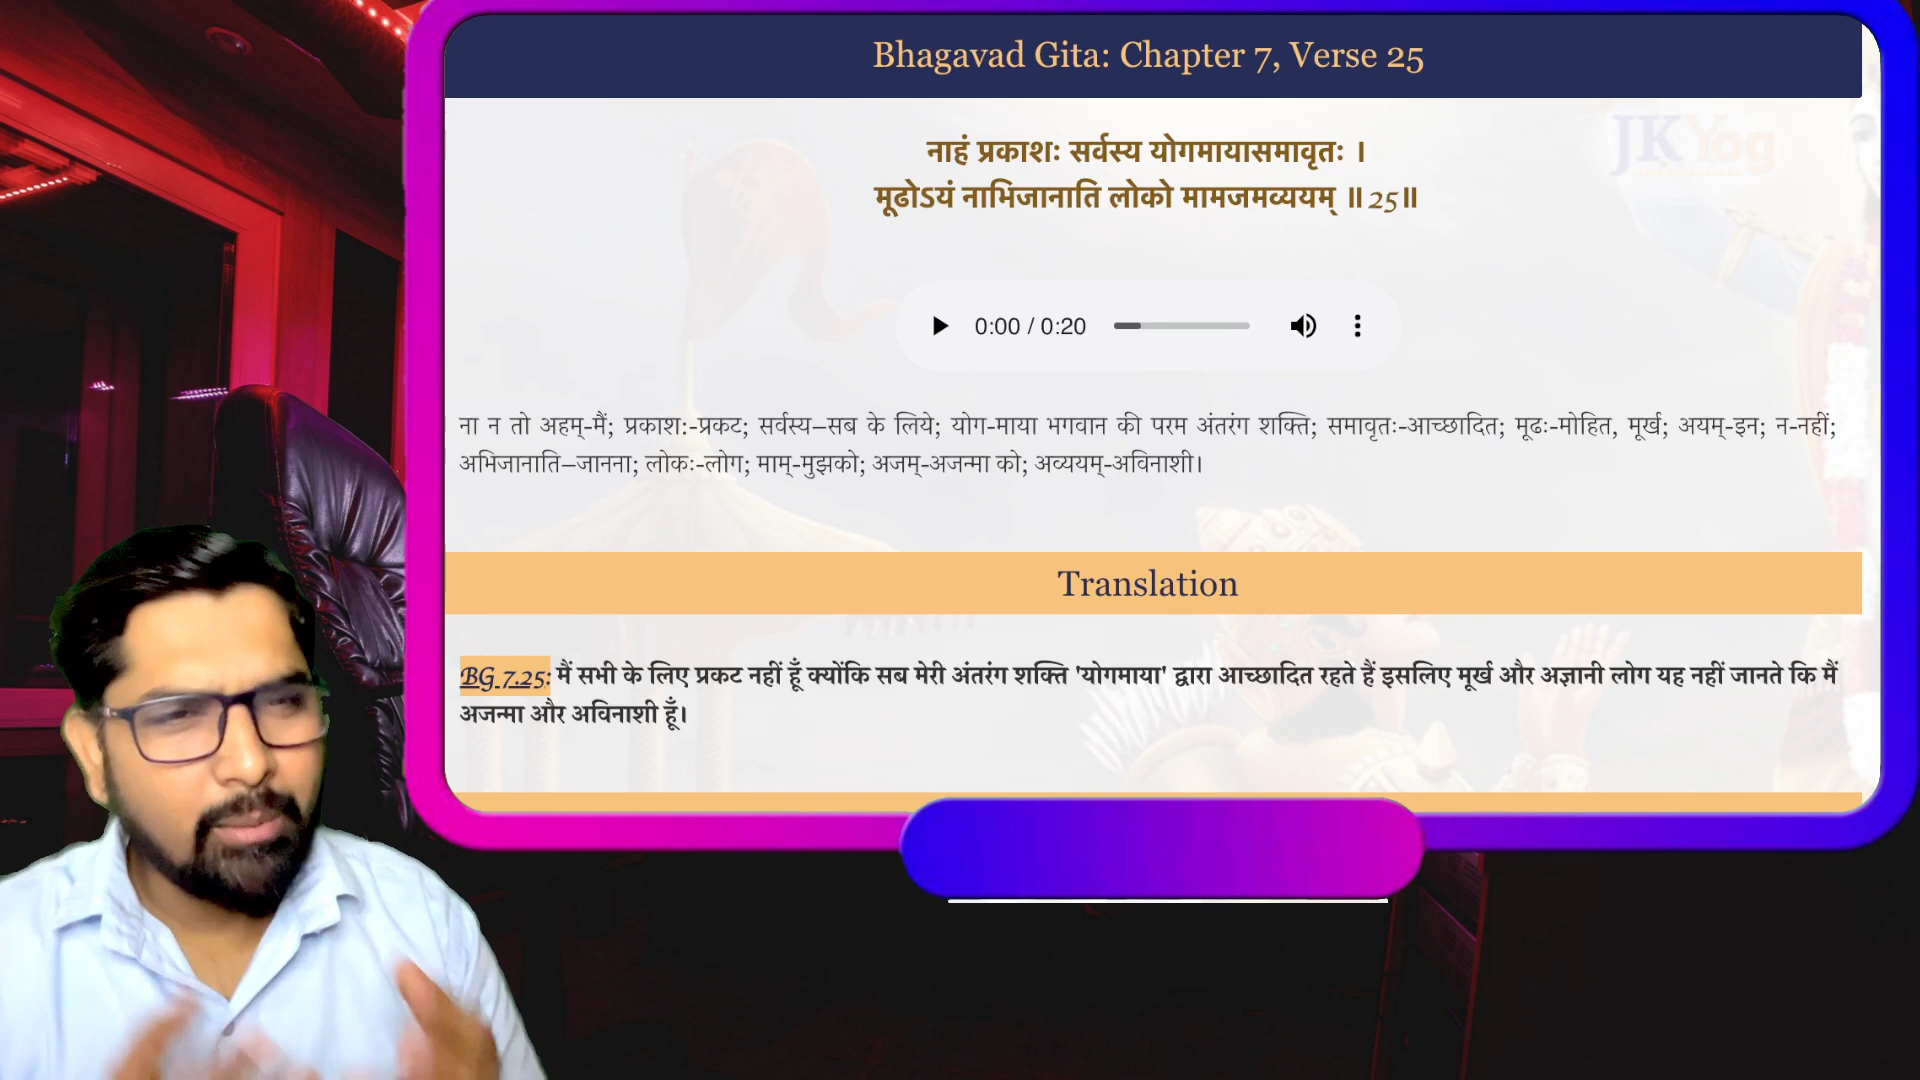 Bhagavad Gita: Chapter 7, Verse 25
JKYog
नाहं प्रकाशः सर्वस्य योगमायासमावृतः ।
मूढोऽयं नाभिजानाति लोको मामजमव्ययम् ॥25॥
0:00 / 0:20
ना न तो अहम्-मैं; प्रकाश:-प्रकट; सर्वस्य–सब के लिये; योग-माया भगवान की परम अंतरंग शक्ति; समावृतः-आच्छादित; मूढः-मोहित, मूर्ख; अयम्-इन; न-नहीं;
अभिजानाति–जानना; लोकः-लोग; माम्-मुझको; अजम्-अजन्मा को; अव्ययम्-अविनाशी।
Translation
BG 7.25: मैं सभी के लिए प्रकट नहीं हूँ क्योंकि सब मेरी अंतरंग शक्ति 'योगमाया' द्वारा आच्छादित रहते हैं इसलिए मूर्ख और अज्ञानी लोग यह नहीं जानते कि मैं
अजन्मा और अविनाशी हूँ।